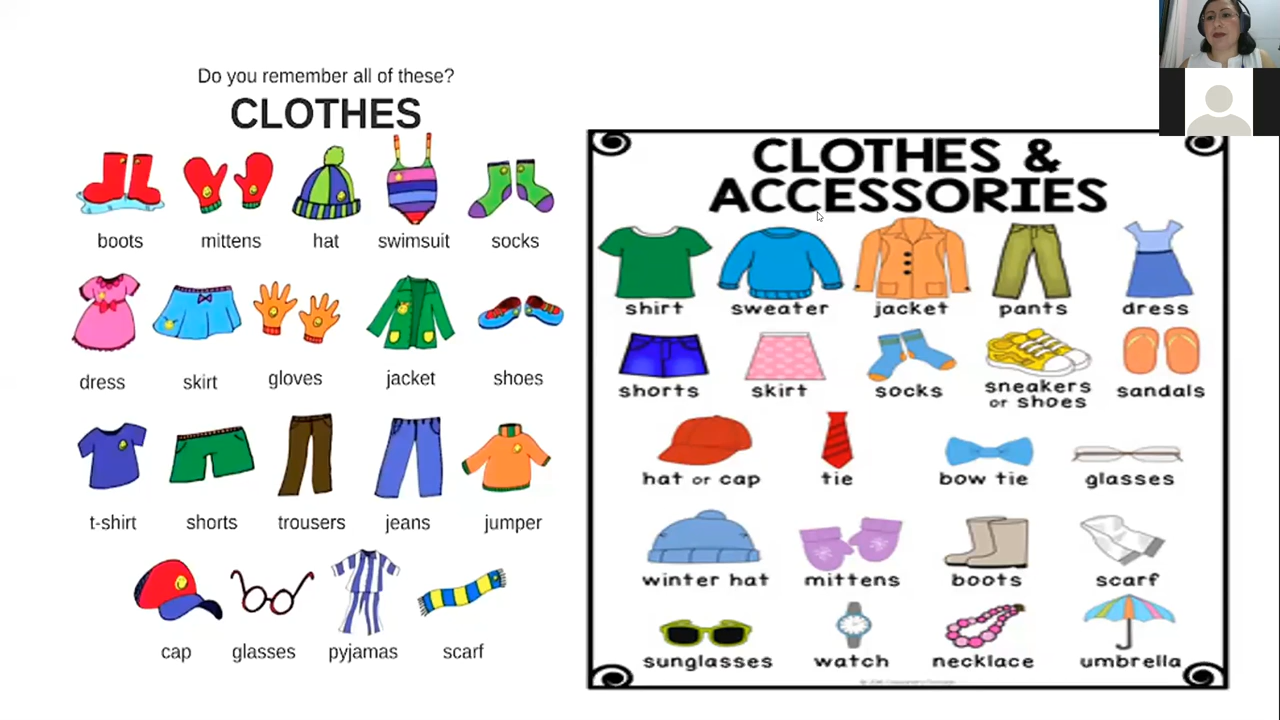 Do you remember all of these?
CLOTHES
boots mittens hat swimsuit socks
dress skirt gloves jacket shoes
t-shirt shorts trousers jeans jumper
cap glasses pyjamas scarf
CLOTHES &
ACCESSORIES
shirt sweater jacket pants dress
shorts skirt socks sneakers or shoes sandals
hat or cap tie bow tie glasses
winter hat mittens boots scarf
sunglasses watch necklace umbrella